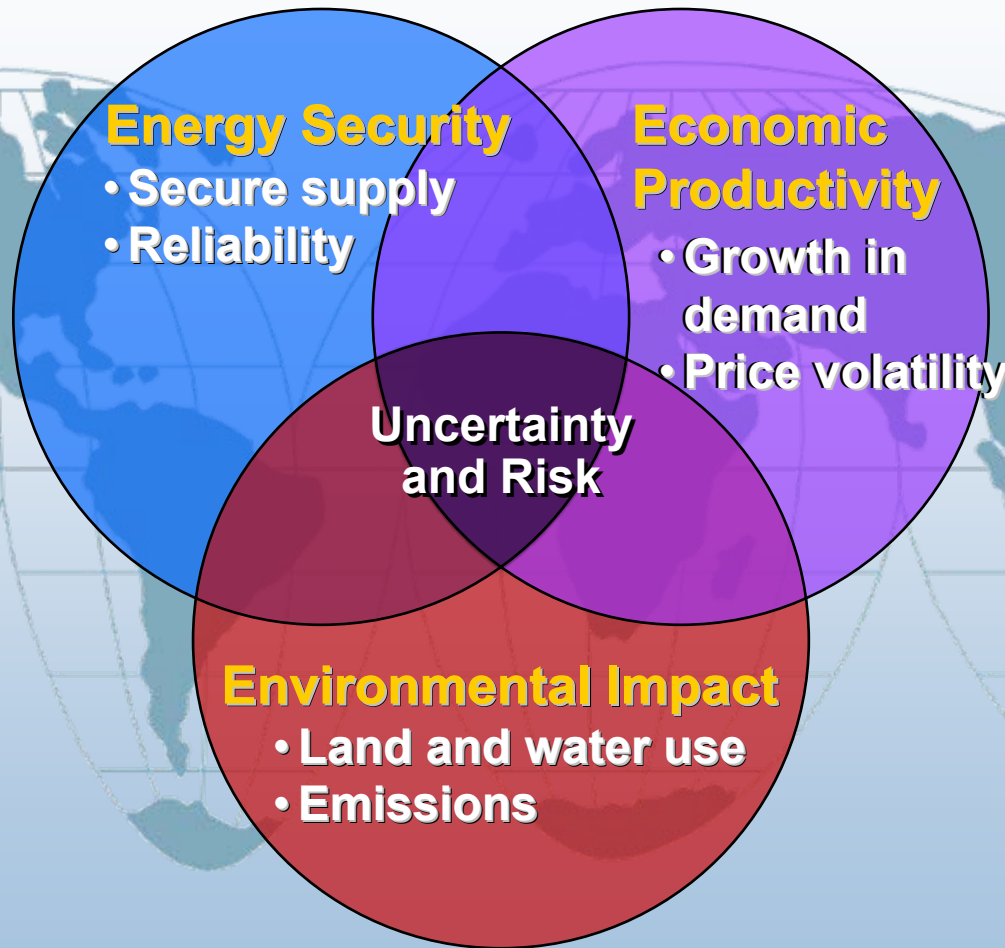 Energy Security
• Secure supply
• Reliability
Economic
Productivity
• Growth in
demand
• Price volatility
Uncertainty
and Risk
Environmental Impact
• Land and water use
• Emissions